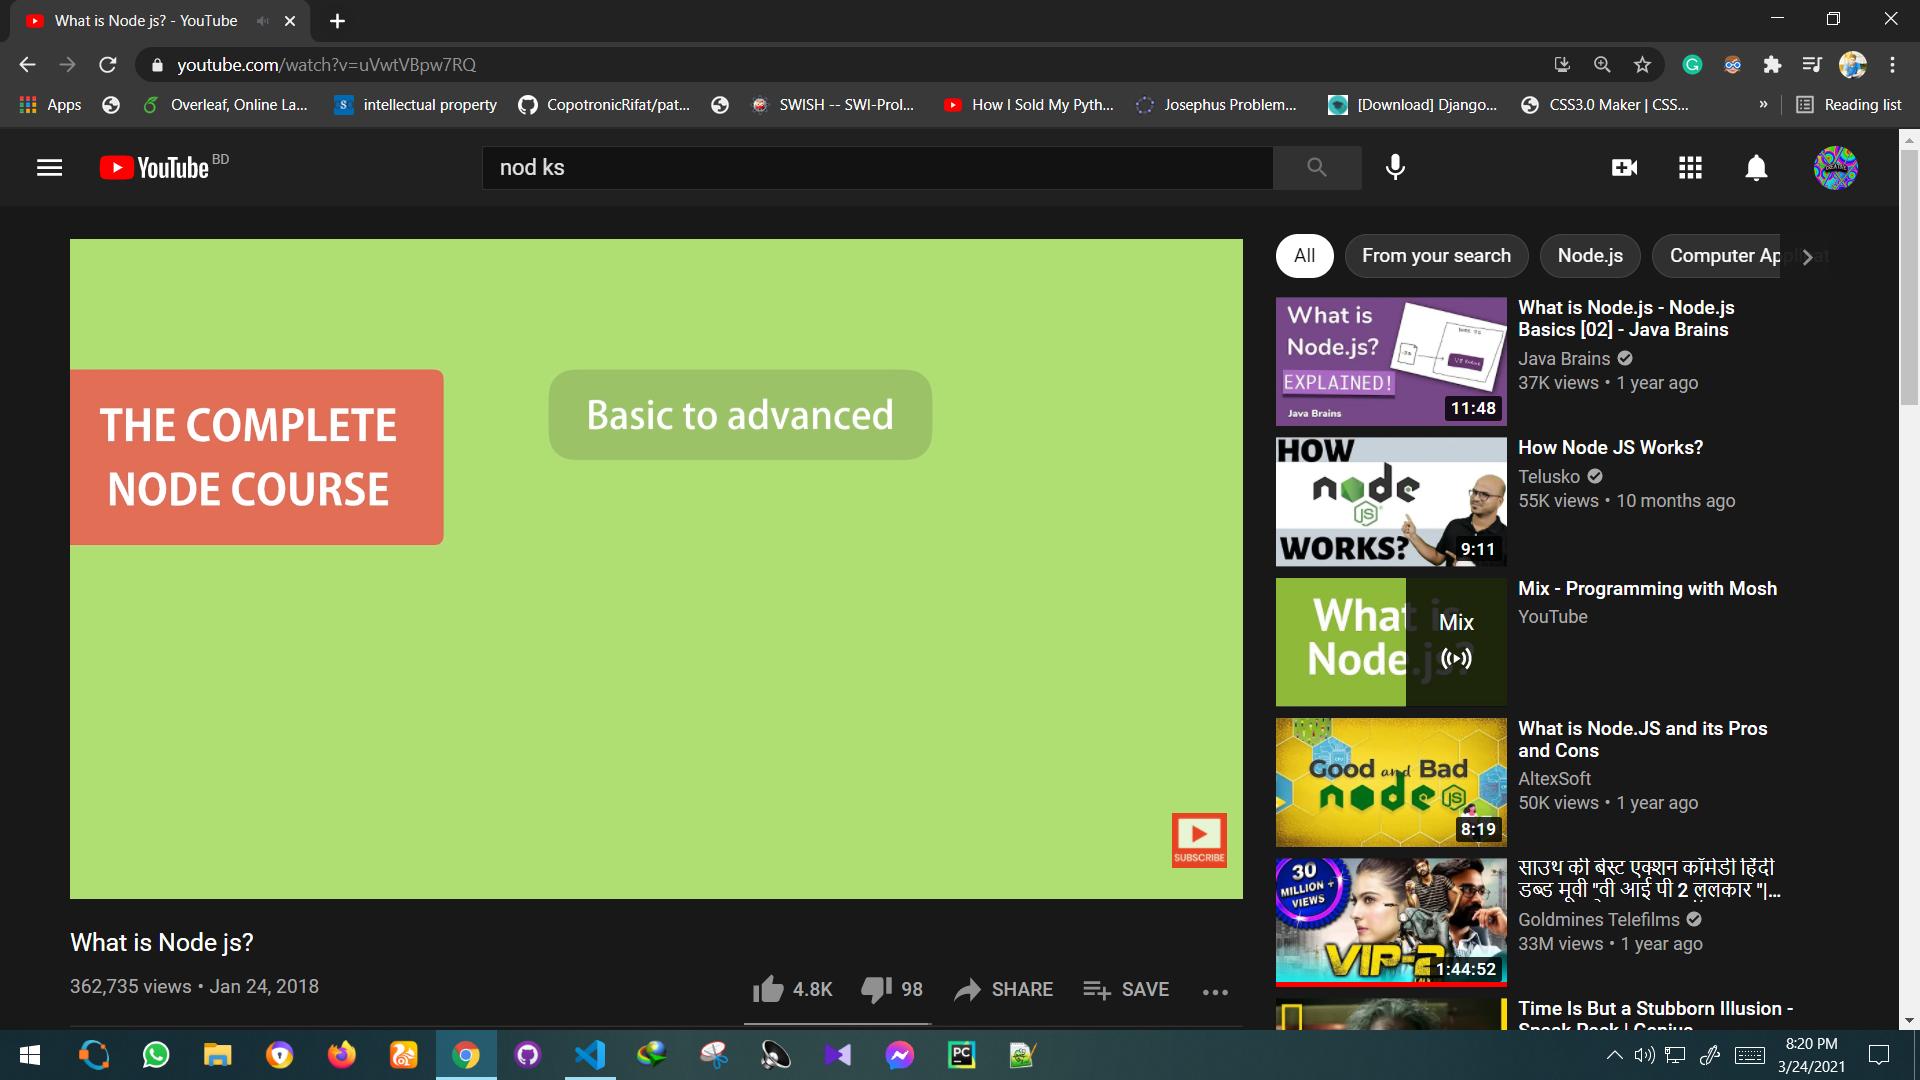 What is Node js? - YouTube
youtube.com/watch?v=uVwtVBpw7RQ
Apps
Overleaf, Online La...
intellectual property
CopotronicRifat/pat...
SWISH -- SWI-Prol...
How I Sold My Pyth...
Josephus Problem...
[Download] Django...
CSS3.0 Maker | CSS...
»
Reading list
YouTube BD
nod ks
All
From your search
Node.js
Computer Ap
THE COMPLETE
NODE COURSE
Basic to advanced
SUBSCRIBE
What is Node js?
362,735 views • Jan 24, 2018
4.8K
98
SHARE
SAVE
What is
Node.js?
EXPLAINED!
Java Brains
11:48
What is Node.js - Node.js
Basics [02] - Java Brains
Java Brains
37K views • 1 year ago
HOW
node
JS
WORKS?
9:11
How Node JS Works?
Telusko
55K views • 10 months ago
What is
Node.js?
Mix
Mix - Programming with Mosh
YouTube
Good and Bad
node JS
8:19
What is Node.JS and its Pros
and Cons
AltexSoft
50K views • 1 year ago
30
MILLION +
VIEWS
VIP-2
1:44:52
साउथ की बेस्ट एक्शन कॉमेडी हिंदी
डब्ड मूवी "वी आई पी 2 ललकार "|...
Goldmines Telefilms
33M views • 1 year ago
Time Is But a Stubborn Illusion -
Sneak Peek | Genius
PC
8:20 PM
3/24/2021